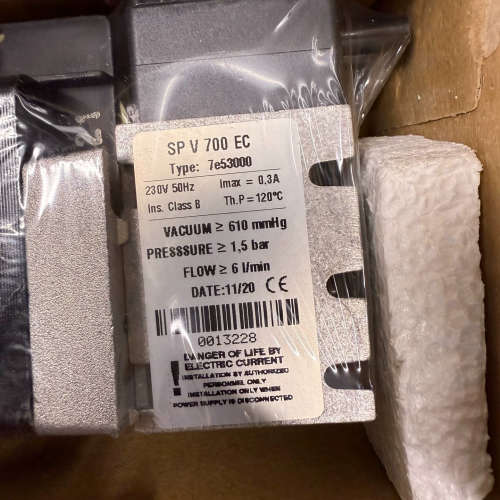 SP V 700 EC
Type: 7e53000
230V 50Hz Imax = 0,3A
Ins. Class B Th.P = 120°C
VACUUM ≥ 610 mmHg
PRESSSURE ≥ 1,5 bar
FLOW ≥ 6 l/min
DATE: 11/20 CE
0013228
DANGER OF LIFE BY
ELECTRIC CURRENT
INSTALLATION BY AUTHORIZED
PERSONNEL ONLY
INSTALLATION ONLY WHEN
POWER SUPPLY IS DISCONNECTED